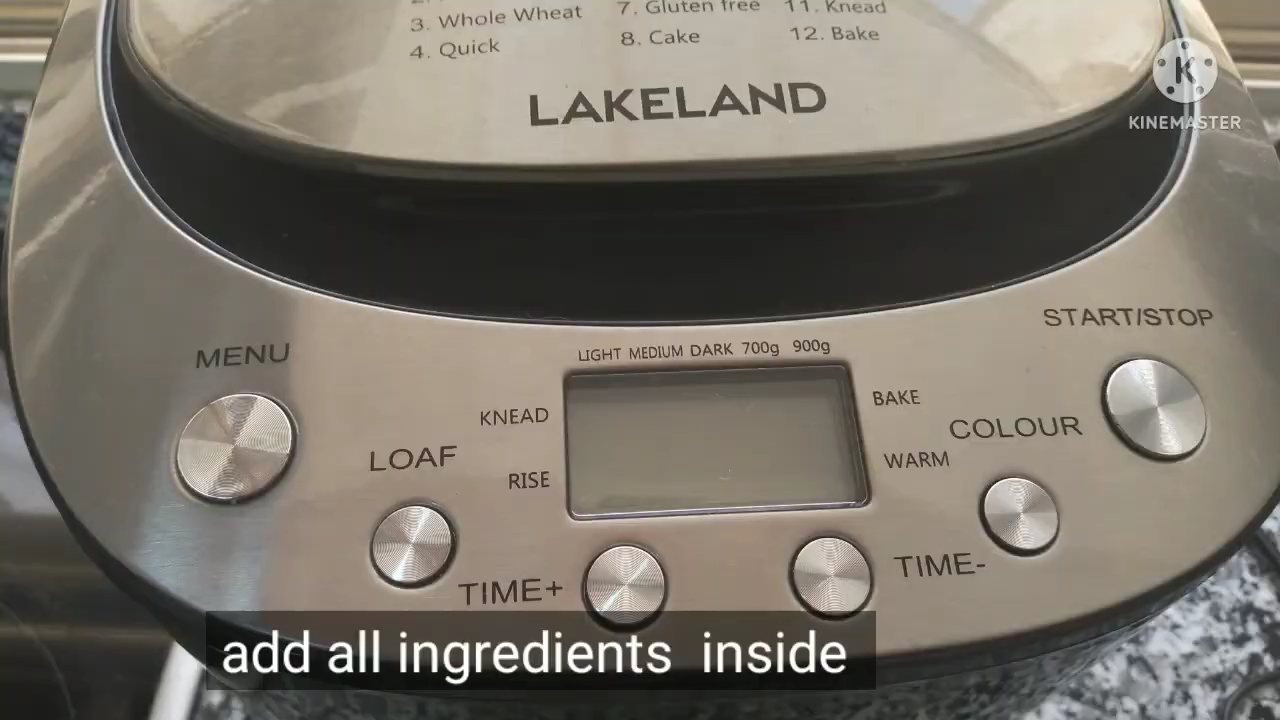 3. Whole Wheat 7. Gluten free 11. Knead
4. Quick 8. Cake 12. Bake
LAKELAND
K
KINEMASTER
START/STOP
MENU
LIGHT MEDIUM DARK 700g 900g
KNEAD
BAKE
COLOUR
LOAF
WARM
RISE
TIME+
TIME-
add all ingredients inside